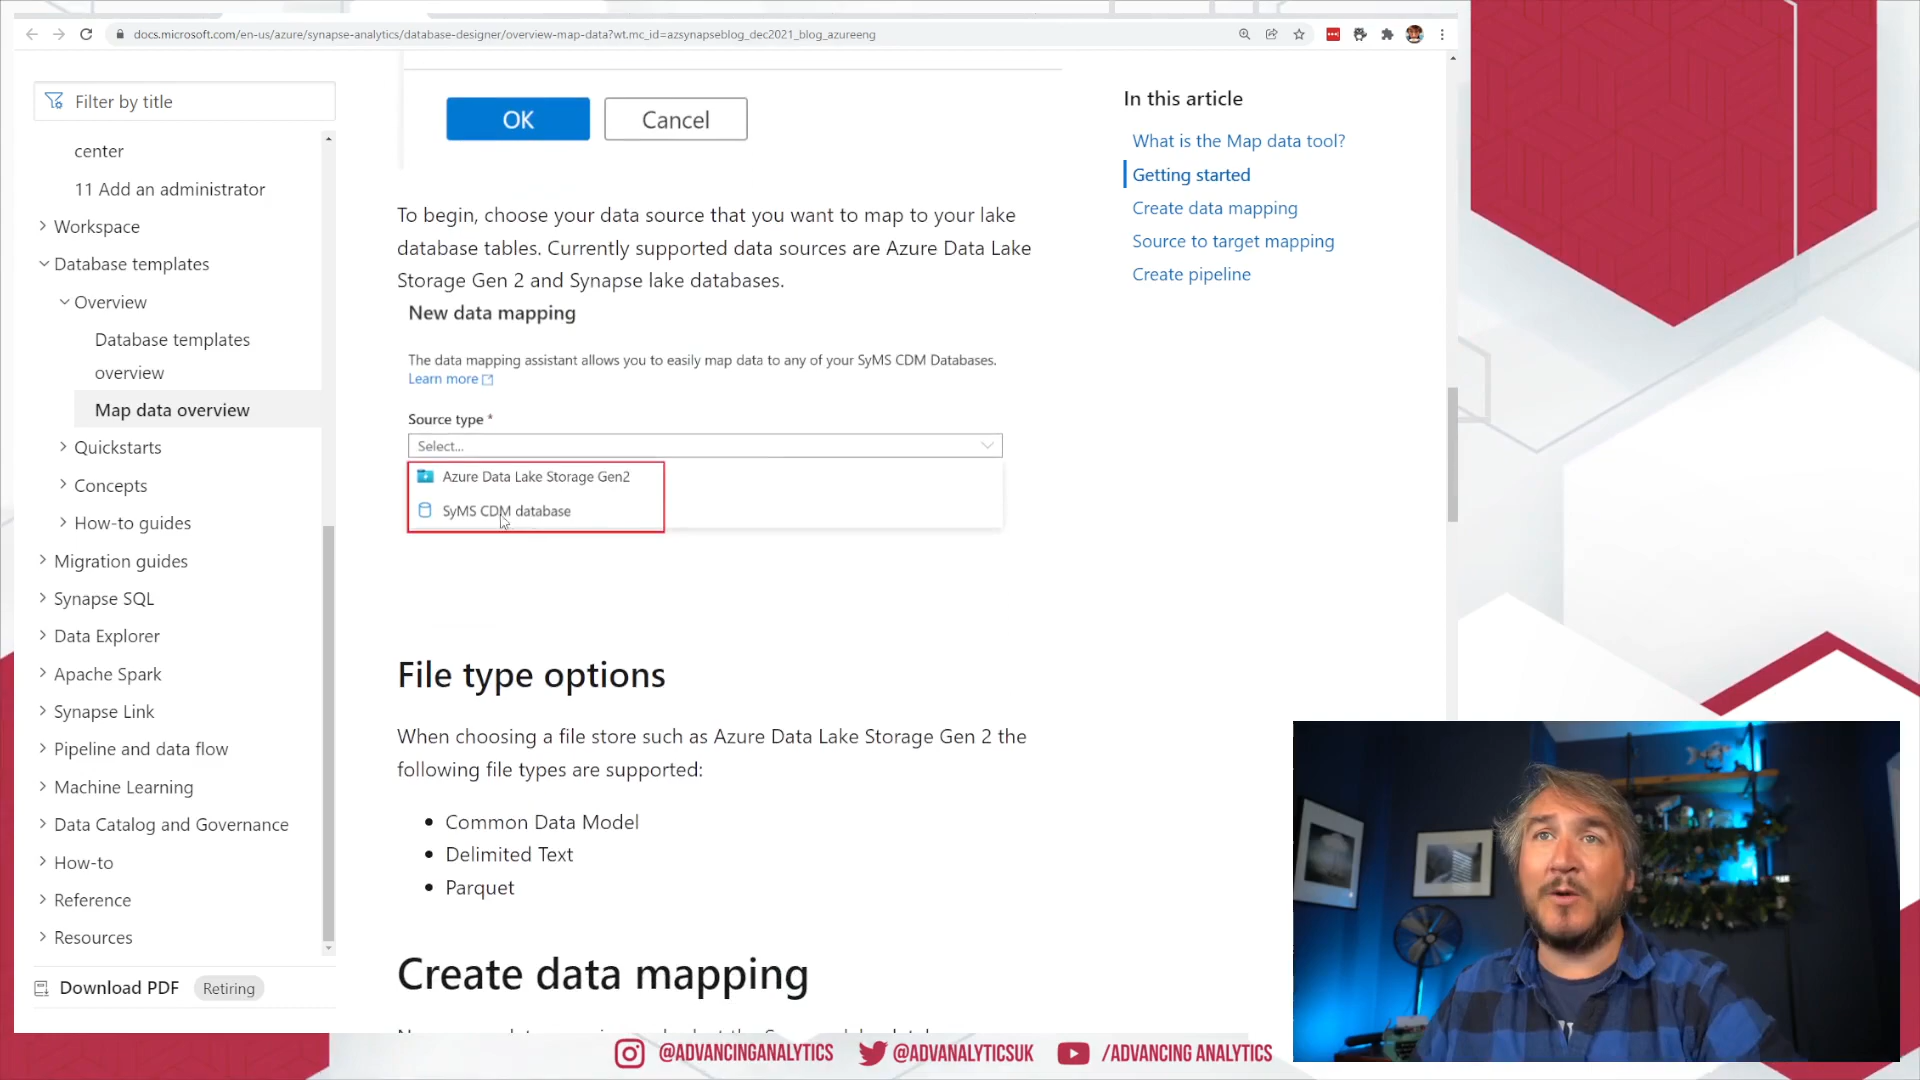 docs.microsoft.com/en-us/azure/synapse-analytics/database-designer/overview-map-data?wt.mc_id=azsynapseblog_dec2021_blog_azureeng
Filter by title
center
11 Add an administrator
Workspace
Database templates
Overview
Database templates
overview
Map data overview
Quickstarts
Concepts
How-to guides
Migration guides
Synapse SQL
Data Explorer
Apache Spark
Synapse Link
Pipeline and data flow
Machine Learning
Data Catalog and Governance
How-to
Reference
Resources
Download PDF Retiring
OK Cancel
To begin, choose your data source that you want to map to your lake
database tables. Currently supported data sources are Azure Data Lake
Storage Gen 2 and Synapse lake databases.
New data mapping
The data mapping assistant allows you to easily map data to any of your SyMS CDM Databases.
Learn more
Source type *
Select...
Azure Data Lake Storage Gen2
SyMS CDM database
File type options
When choosing a file store such as Azure Data Lake Storage Gen 2 the
following file types are supported:
• Common Data Model
• Delimited Text
• Parquet
Create data mapping
In this article
What is the Map data tool?
Getting started
Create data mapping
Source to target mapping
Create pipeline
@ADVANCINGANALYTICS @ADVANALYTICSUK /ADVANCING ANALYTICS